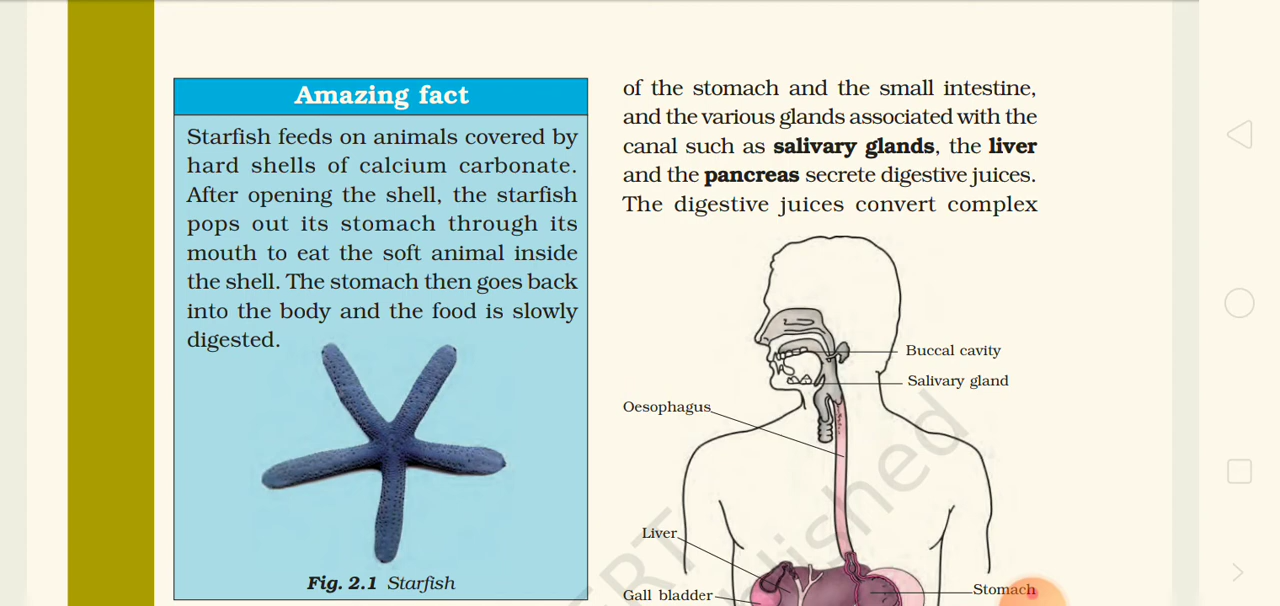 Amazing fact
Starfish feeds on animals covered by
hard shells of calcium carbonate.
After opening the shell, the starfish
pops out its stomach through its
mouth to eat the soft animal inside
the shell. The stomach then goes back
into the body and the food is slowly
digested.
Fig. 2.1 Starfish
of the stomach and the small intestine,
and the various glands associated with the
canal such as salivary glands, the liver
and the pancreas secrete digestive juices.
The digestive juices convert complex
Buccal cavity
Salivary gland
Oesophagus
Liver
Gall bladder
Stomach